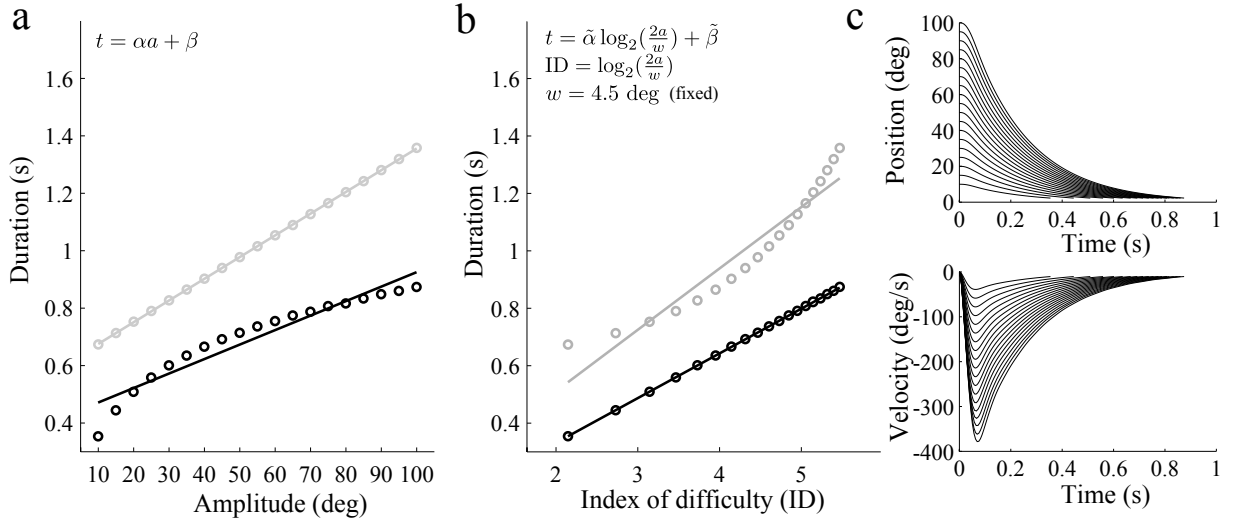 a
t = αa + β
Duration (s)
1.6
1.4
1.2
1
0.8
0.6
0.4
10 20 30 40 50 60 70 80 90 100
Amplitude (deg)
b
t = α̃ log₂(2a/w) + β̃
ID = log₂(2a/w)
w = 4.5 deg (fixed)
Duration (s)
1.6
1.4
1.2
1
0.8
0.6
0.4
2 3 4 5
Index of difficulty (ID)
c
Position (deg)
100
80
60
40
20
0
0 0.2 0.4 0.6 0.8 1
Time (s)
Velocity (deg/s)
0
-100
-200
-300
-400
0 0.2 0.4 0.6 0.8 1
Time (s)